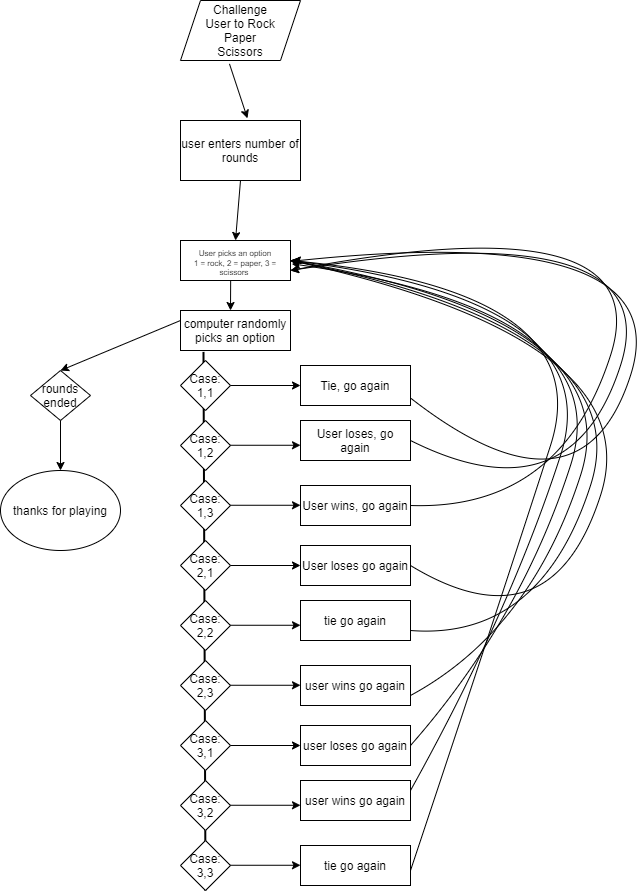 Challenge
User to Rock
Paper
Scissors
user enters number of
rounds
User picks an option
1 = rock, 2 = paper, 3 =
scissors
computer randomly
picks an option
rounds
ended
thanks for playing
Case:
1,1
Tie, go again
Case:
1,2
User loses, go
again
Case:
1,3
User wins, go again
Case:
2,1
User loses go again
Case:
2,2
tie go again
Case:
2,3
user wins go again
Case:
3,1
user loses go again
Case:
3,2
user wins go again
Case:
3,3
tie go again